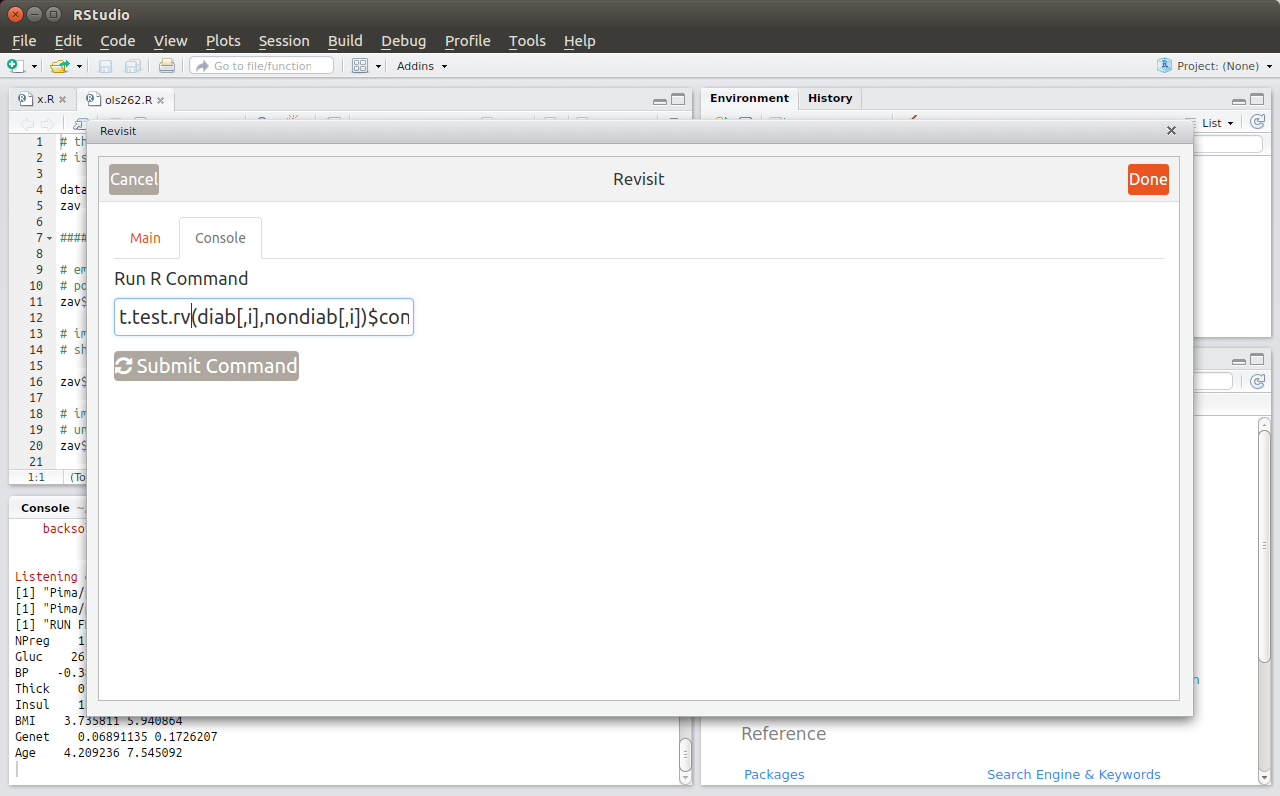 RStudio
File Edit Code View Plots Session Build Debug Profile Tools Help
Go to file/function Addins Project: (None)
x.R ols262.R
Environment History
List
Revisit
Cancel Revisit Done
Main Console
Run R Command
t.test.rv(diab[,i],nondiab[,i])$con
Submit Command
1 # th
2 # is
3
4 data
5 zav
6
7 ####
8
9 # em
10 # po
11 zav$
12
13 # im
14 # sh
15
16 zav$
17
18 # im
19 # un
20 zav$
21
1:1 (To
Console ~/
backso
Listening
[1] "Pima/
[1] "Pima/
[1] "RUN F
NPreg 1
Gluc 26
BP -0.3
Thick 0
Insul 1
BMI 3.735811 5.940864
Genet 0.06891135 0.1726207
Age 4.209236 7.545092
n
Reference
Packages Search Engine & Keywords